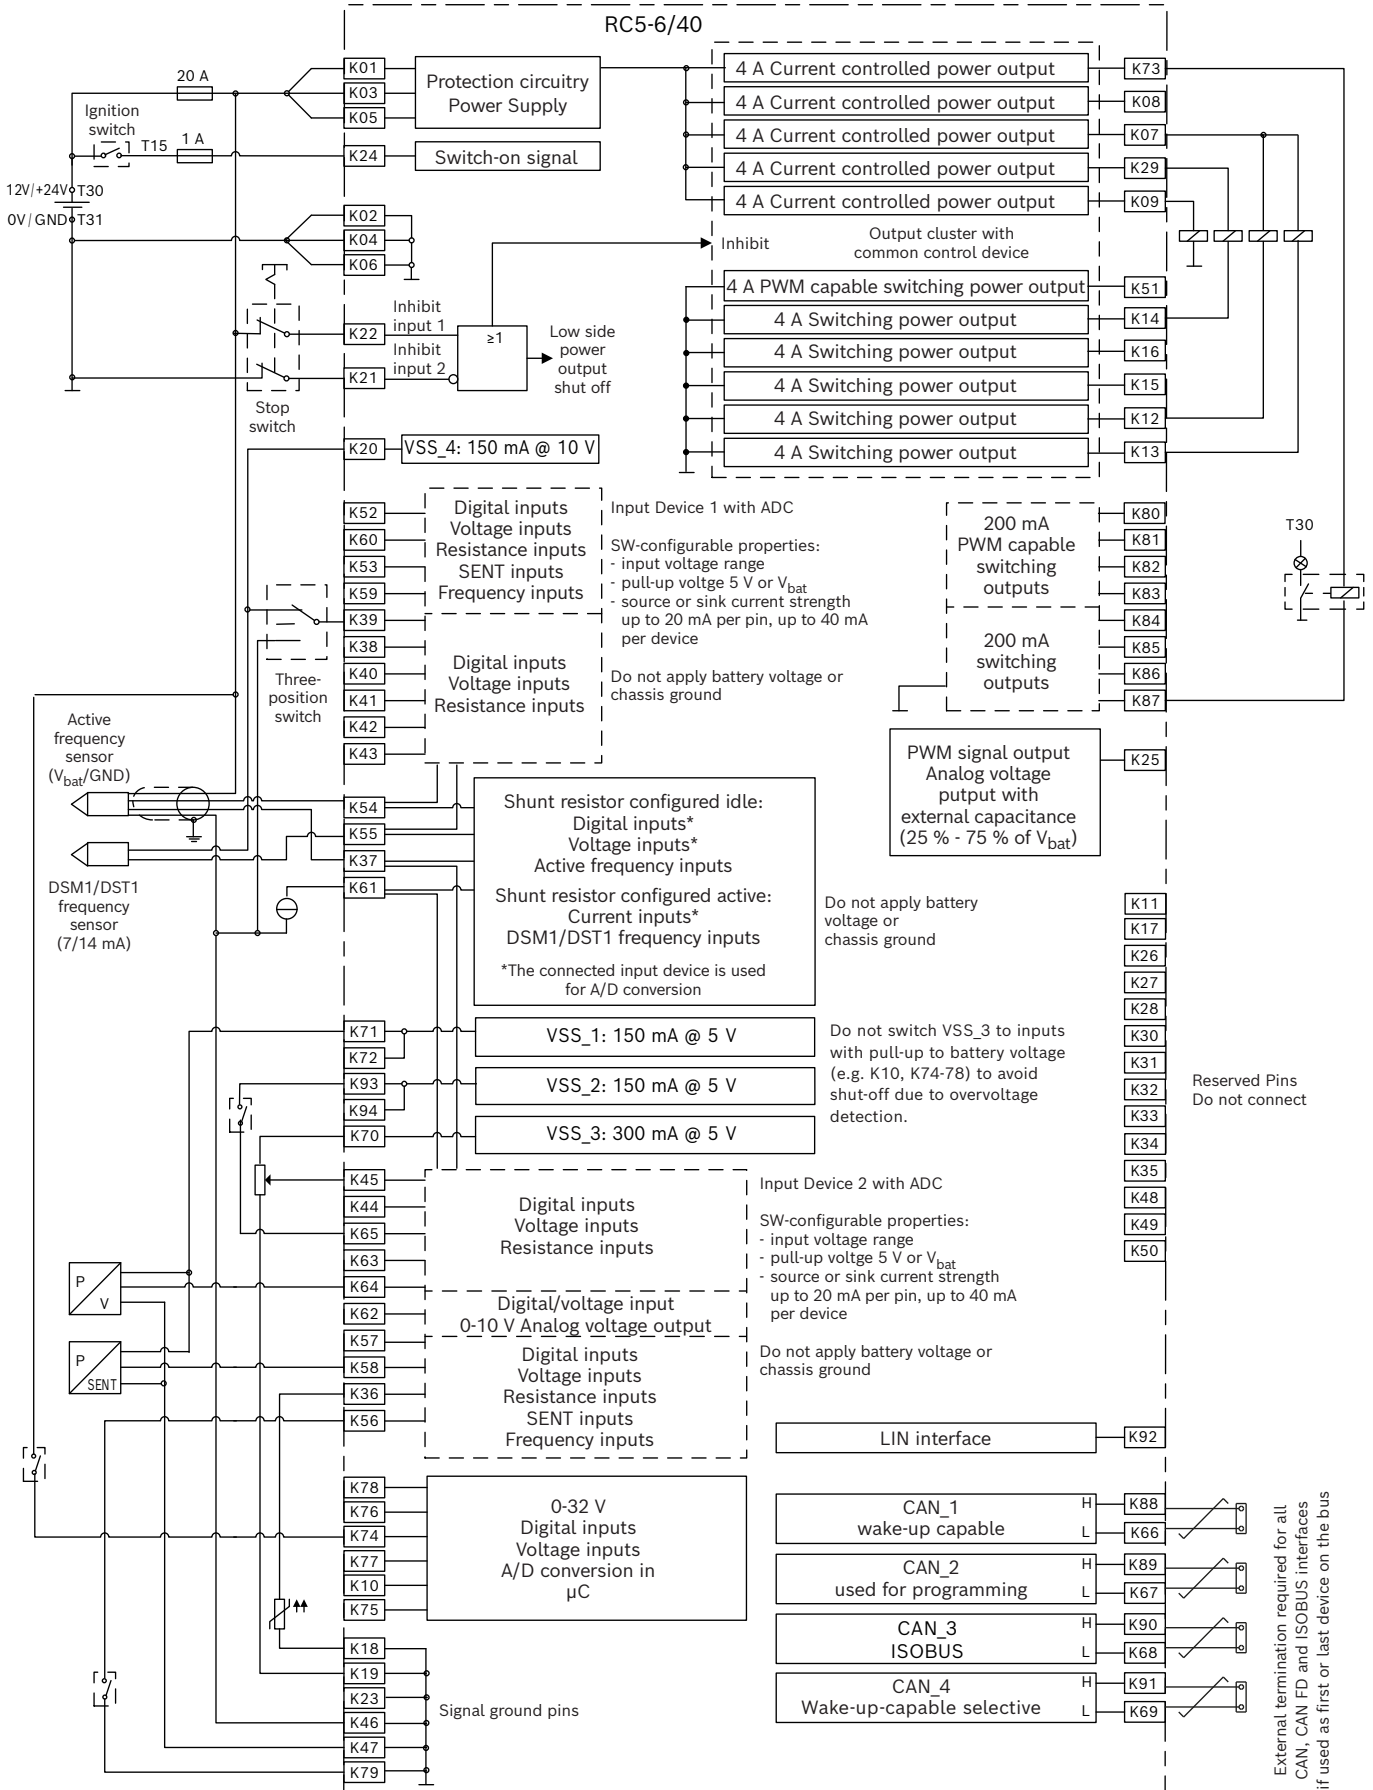 RC5-6/40
K01
K03
K05
Protection circuitry
Power Supply
20 A
Ignition
switch
T15
1 A
K24
Switch-on signal
12V/+24V
T30
0V/GND
T31
K02
K04
K06
Inhibit
input 1
K22
Inhibit
input 2
K21
≥1
Low side
power
output
shut off
Stop
switch
K20
VSS_4: 150 mA @ 10 V
4 A Current controlled power output
K73
4 A Current controlled power output
K08
4 A Current controlled power output
K07
4 A Current controlled power output
K29
4 A Current controlled power output
K09
Inhibit
Output cluster with
common control device
4 A PWM capable switching power output
K51
4 A Switching power output
K14
4 A Switching power output
K16
4 A Switching power output
K15
4 A Switching power output
K12
4 A Switching power output
K13
K52
K60
K53
K59
K39
K38
K40
K41
K42
K43
Digital inputs
Voltage inputs
Resistance inputs
SENT inputs
Frequency inputs
Digital inputs
Voltage inputs
Resistance inputs
Input Device 1 with ADC
SW-configurable properties:
- input voltage range
- pull-up voltge 5 V or Vbat
- source or sink current strength
up to 20 mA per pin, up to 40 mA
per device
Do not apply battery voltage or
chassis ground
200 mA
PWM capable
switching
outputs
200 mA
switching
outputs
K80
K81
K82
K83
K84
K85
K86
K87
T30
Three-
position
switch
Active
frequency
sensor
(Vbat/GND)
DSM1/DST1
frequency
sensor
(7/14 mA)
K54
K55
K37
K61
Shunt resistor configured idle:
Digital inputs*
Voltage inputs*
Active frequency inputs
Shunt resistor configured active:
Current inputs*
DSM1/DST1 frequency inputs
*The connected input device is used
for A/D conversion
Do not apply battery
voltage or
chassis ground
PWM signal output
Analog voltage
putput with
external capacitance
(25 % - 75 % of Vbat)
K25
K11
K17
K26
K27
K28
K30
K31
K32
K33
K34
K35
K48
K49
K50
Reserved Pins
Do not connect
K71
K72
K93
K94
K70
VSS_1: 150 mA @ 5 V
VSS_2: 150 mA @ 5 V
VSS_3: 300 mA @ 5 V
Do not switch VSS_3 to inputs
with pull-up to battery voltage
(e.g. K10, K74-78) to avoid
shut-off due to overvoltage
detection.
K45
K44
K65
K63
K64
K62
K57
K58
K36
K56
Digital inputs
Voltage inputs
Resistance inputs
Digital/voltage input
0-10 V Analog voltage output
Digital inputs
Voltage inputs
Resistance inputs
SENT inputs
Frequency inputs
Input Device 2 with ADC
SW-configurable properties:
- input voltage range
- pull-up voltge 5 V or Vbat
- source or sink current strength
up to 20 mA per pin, up to 40 mA
per device
Do not apply battery voltage or
chassis ground
P
V
P
SENT
K78
K76
K74
K77
K10
K75
0-32 V
Digital inputs
Voltage inputs
A/D conversion in
µC
K18
K19
K23
K46
K47
K79
Signal ground pins
LIN interface
K92
CAN_1
wake-up capable
H
L
K88
K66
CAN_2
used for programming
H
L
K89
K67
CAN_3
ISOBUS
H
L
K90
K68
CAN_4
Wake-up-capable selective
H
L
K91
K69
External termination required for all
CAN, CAN FD and ISOBUS interfaces
if used as first or last device on the bus